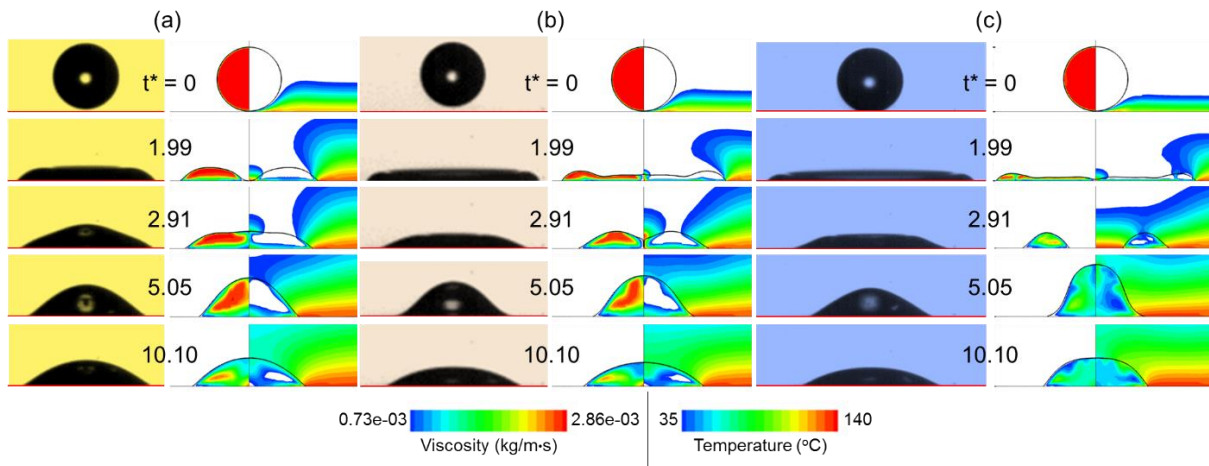 (a) (b) (c)
t* = 0 t* = 0 t* = 0
1.99 1.99 1.99
2.91 2.91 2.91
5.05 5.05 5.05
10.10 10.10 10.10
0.73e-03 2.86e-03 35 140
Viscosity (kg/m·s) Temperature (°C)